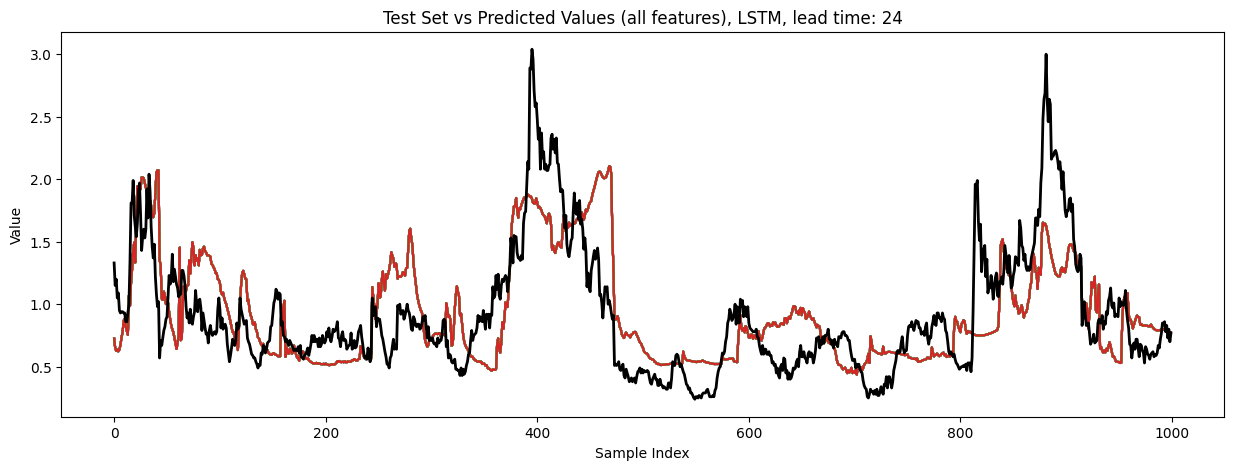 Test Set vs Predicted Values (all features), LSTM, lead time: 24
3.0
2.5
2.0
1.5
1.0
0.5
Value
0 200 400 600 800 1000
Sample Index